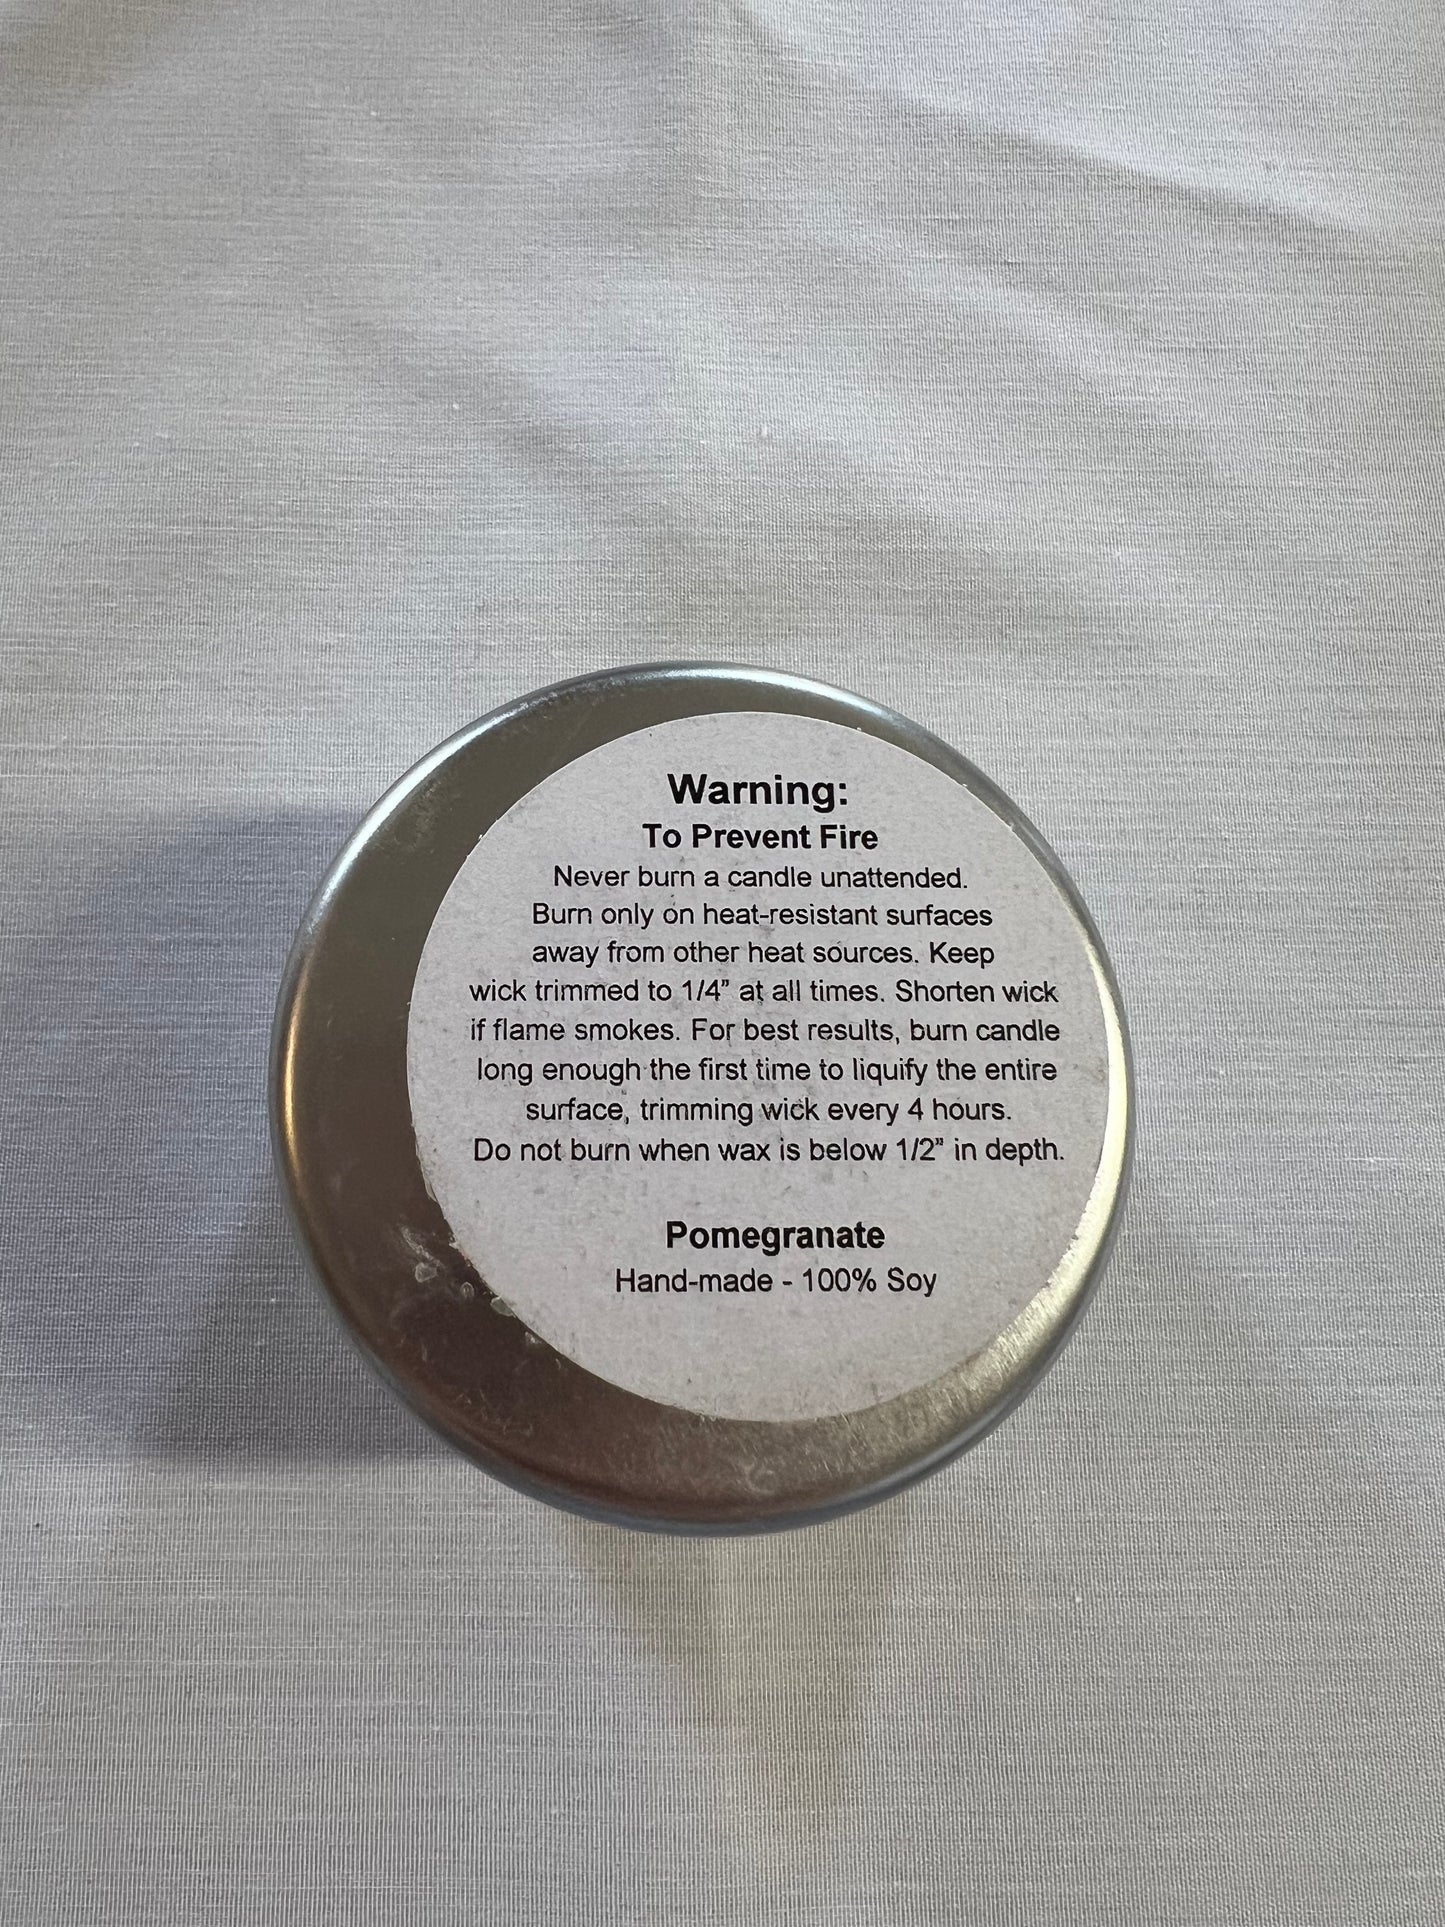 Warning:
To Prevent Fire
Never burn a candle unattended.
Burn only on heat-resistant surfaces
away from other heat sources. Keep
wick trimmed to 1/4” at all times. Shorten wick
if flame smokes. For best results, burn candle
long enough the first time to liquify the entire
surface, trimming wick every 4 hours.
Do not burn when wax is below 1/2” in depth.
Pomegranate
Hand-made - 100% Soy